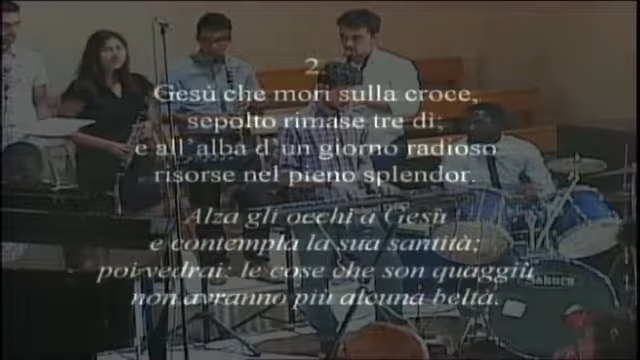 2.
Gesù che morì sulla croce,
sepolto rimase tre dì;
e all'alba d'un giorno radioso
risorse nel pieno splendor.
Alza gli occhi a Gesù
e contempla la sua santità;
poi vedrai: le cose che son quaggiù
non avranno più alcuna beltà.
Sakura